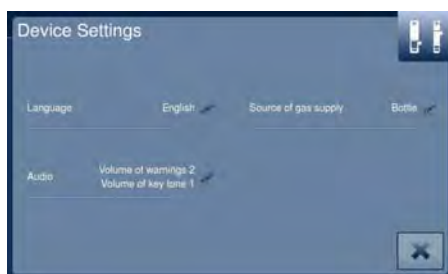 Device Settings
Language English Source of gas supply Bottle
Audio Volume of warnings 2
Volume of key tone 1